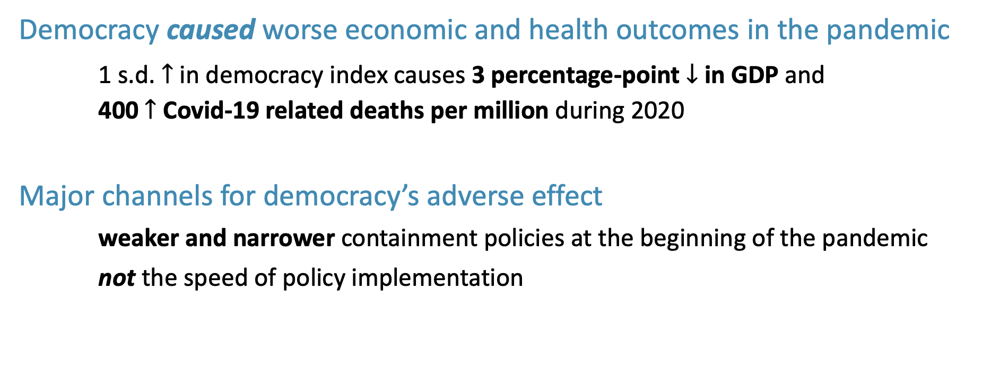 Democracy caused worse economic and health outcomes in the pandemic
1 s.d. ↑ in democracy index causes 3 percentage-point ↓ in GDP and
400 ↑ Covid-19 related deaths per million during 2020
Major channels for democracy’s adverse effect
weaker and narrower containment policies at the beginning of the pandemic
not the speed of policy implementation